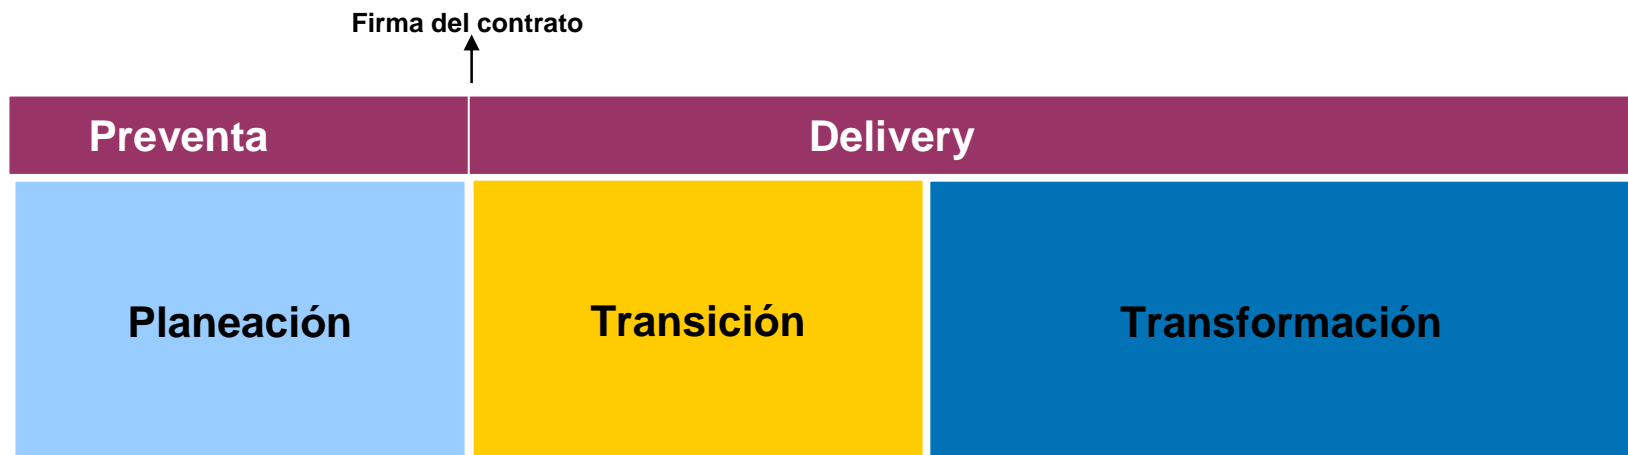 Firma del contrato
Preventa
Delivery
Planeación
Transición
Transformación